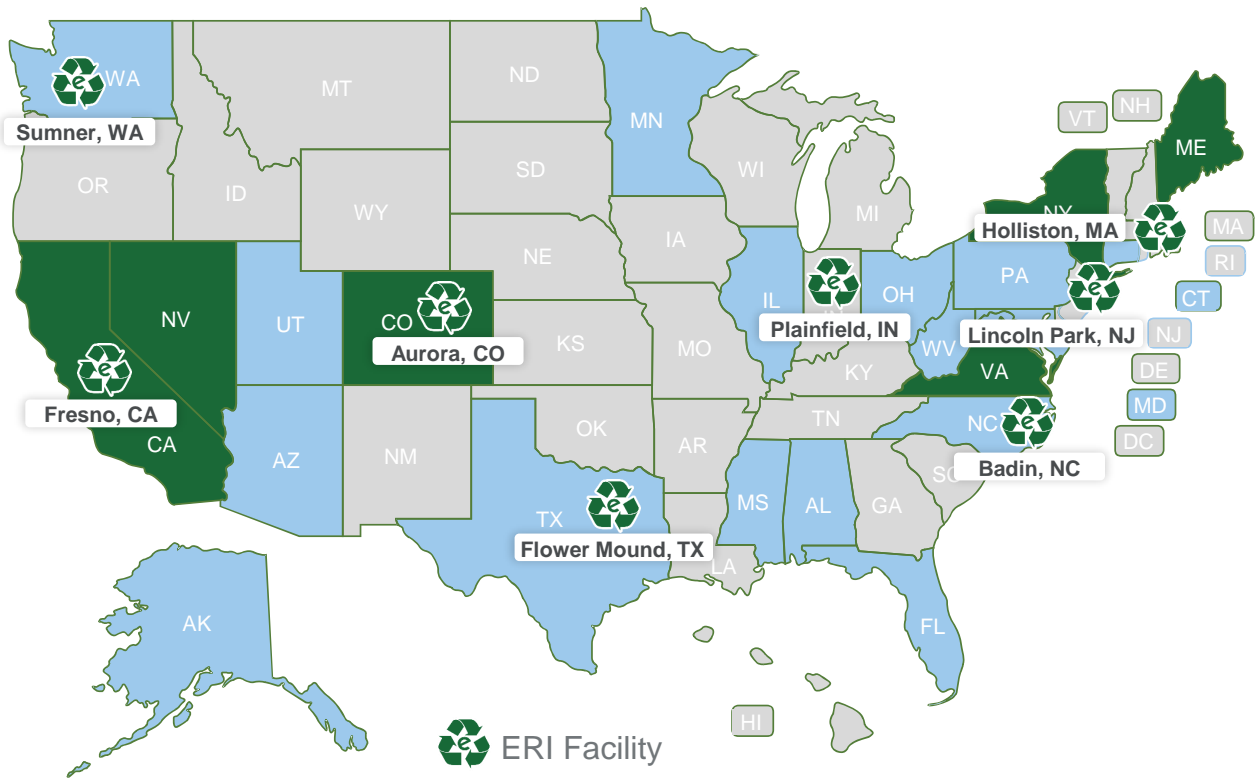 WA
Sumner, WA
MT
ND
MN
VT
NH
ME
OR
ID
WY
SD
WI
MI
NY
Holliston, MA
MA
RI
CT
NV
UT
CO
Aurora, CO
NE
IA
IL
Plainfield, IN
OH
PA
Lincoln Park, NJ
NJ
Fresno, CA
CA
KS
MO
KY
WV
VA
DE
MD
DC
AZ
NM
OK
AR
TN
NC
Badin, NC
SC
TX
Flower Mound, TX
LA
MS
AL
GA
FL
AK
HI
e ERI Facility